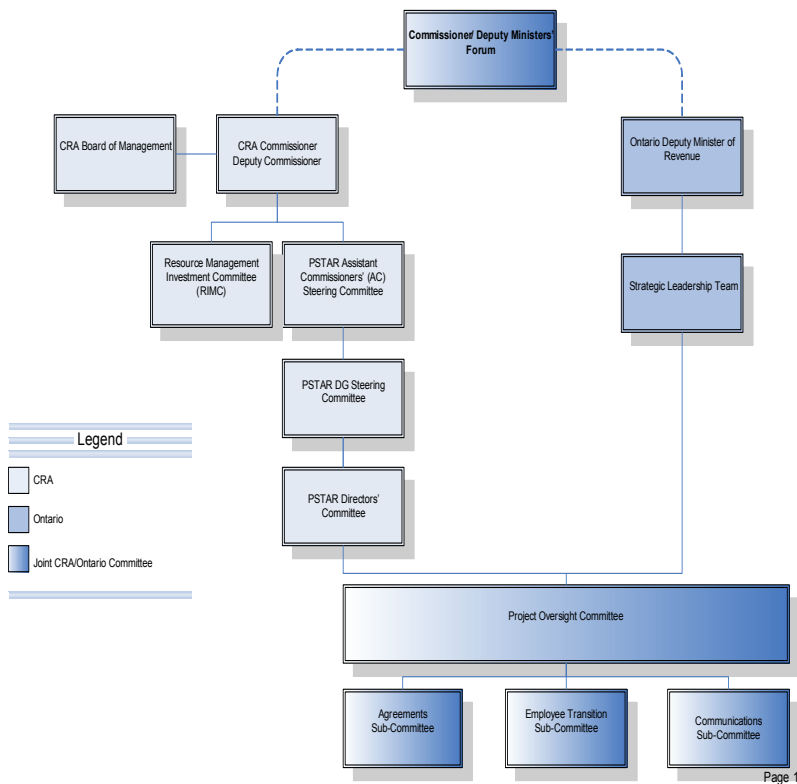 Commissioner/ Deputy Ministers'
Forum
CRA Board of Management
CRA Commissioner
Deputy Commissioner
Ontario Deputy Minister of
Revenue
Resource Management
Investment Committee
(RIMC)
PSTAR Assistant
Commissioners' (AC)
Steering Committee
Strategic Leadership Team
PSTAR DG Steering
Committee
Legend
CRA
Ontario
Joint CRA/Ontario Committee
PSTAR Directors'
Committee
Project Oversight Committee
Agreements
Sub-Committee
Employee Transition
Sub-Committee
Communications
Sub-Committee
Page 1